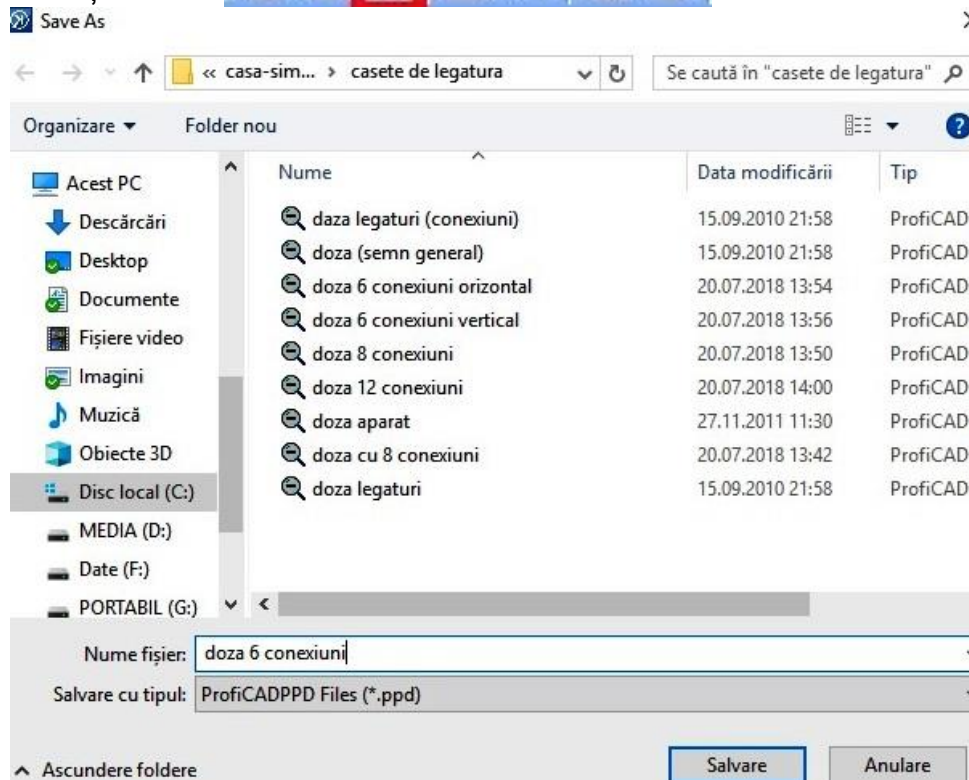 Save As
« casa-sim... › casete de legatura
Se caută în "casete de legatura"
Organizare
Folder nou
?
Acest PC
Descărcări
Desktop
Documente
Fișiere video
Imagini
Muzică
Obiecte 3D
Disc local (C:)
MEDIA (D:)
Date (F:)
PORTABIL (G:)
Nume Data modificării Tip
daza legaturi (conexiuni) 15.09.2010 21:58 ProfiCAD
doza (semn general) 15.09.2010 21:58 ProfiCAD
doza 6 conexiuni orizontal 20.07.2018 13:54 ProfiCAD
doza 6 conexiuni vertical 20.07.2018 13:56 ProfiCAD
doza 8 conexiuni 20.07.2018 13:50 ProfiCAD
doza 12 conexiuni 20.07.2018 14:00 ProfiCAD
doza aparat 27.11.2011 11:30 ProfiCAD
doza cu 8 conexiuni 20.07.2018 13:42 ProfiCAD
doza legaturi 15.09.2010 21:58 ProfiCAD
Nume fișier: doza 6 conexiuni
Salvare cu tipul: ProfiCADPPD Files (*.ppd)
Ascundere foldere
Salvare
Anulare